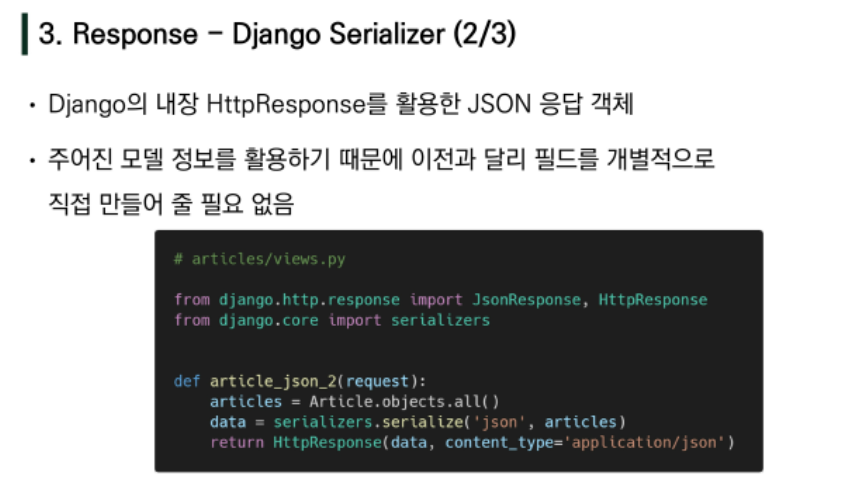 3. Response - Django Serializer (2/3)
• Django의 내장 HttpResponse를 활용한 JSON 응답 객체
• 주어진 모델 정보를 활용하기 때문에 이전과 달리 필드를 개별적으로
직접 만들어 줄 필요 없음
# articles/views.py
from django.http.response import JsonResponse, HttpResponse
from django.core import serializers
def article_json_2(request):
    articles = Article.objects.all()
    data = serializers.serialize('json', articles)
    return HttpResponse(data, content_type='application/json')